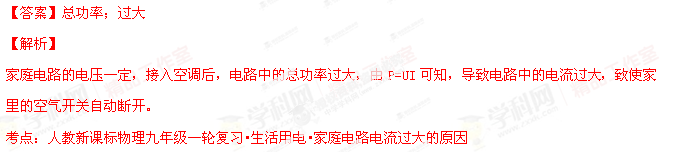 【答案】总功率；过大
【解析】
家庭电路的电压一定，接入空调后，电路中的总功率过大，由 P=UI 可知，导致电路中的电流过大，致使家
里的空气开关自动断开。
考点：人教新课标物理九年级一轮复习•生活用电•家庭电路电流过大的原因